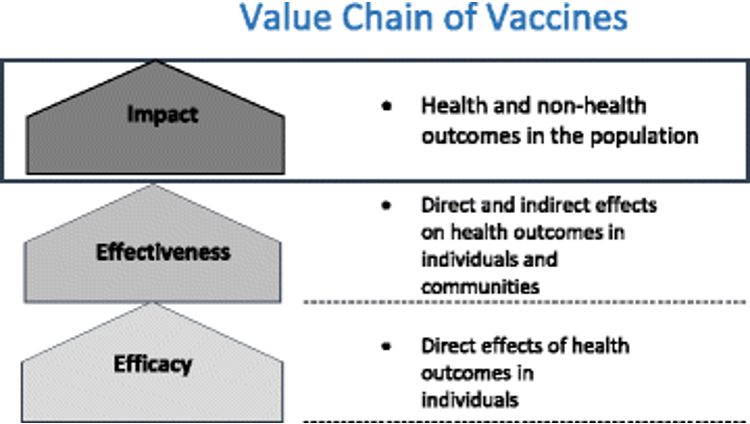 Value Chain of Vaccines
Impact
• Health and non-health
outcomes in the population
Effectiveness
• Direct and indirect effects
on health outcomes in
individuals and
communities
Efficacy
• Direct effects of health
outcomes in
individuals